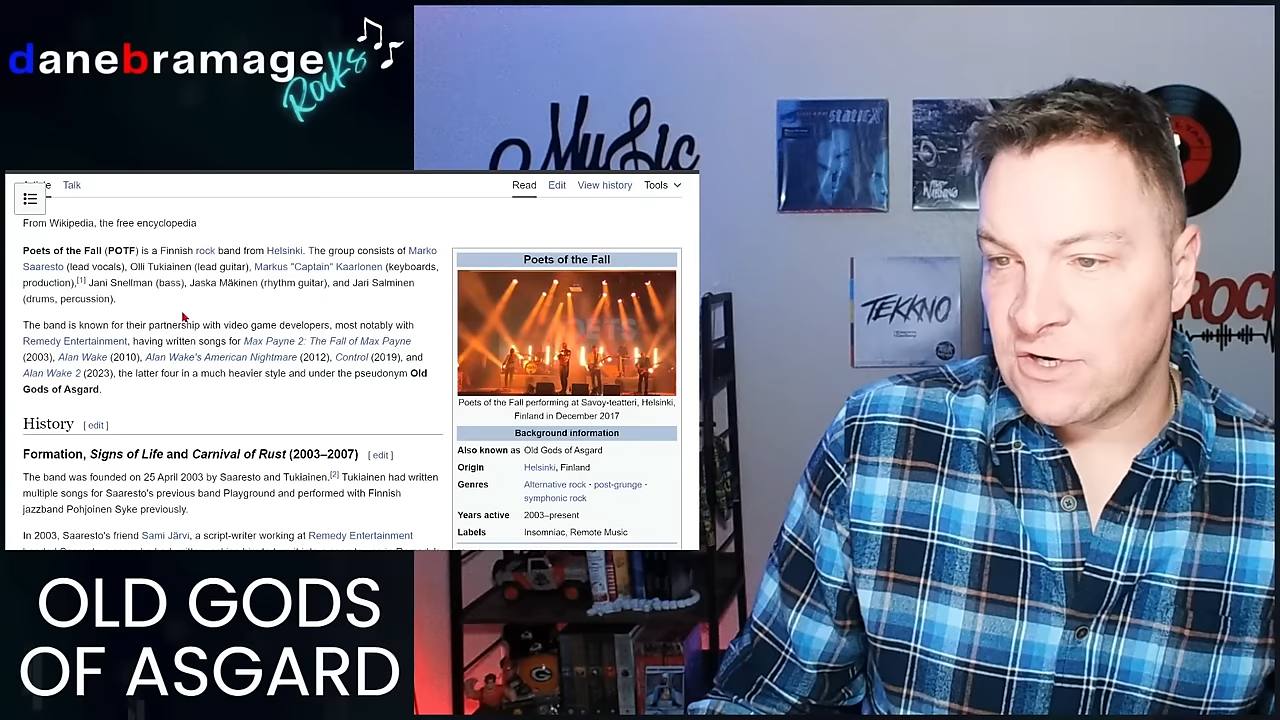 danebramage
Rocks
Music
static-X
TEKKNO
ROC
Talk
Read Edit View history Tools
From Wikipedia, the free encyclopedia
Poets of the Fall (POTF) is a Finnish rock band from Helsinki. The group consists of Marko
Saaresto (lead vocals), Olli Tukiainen (lead guitar), Markus "Captain" Kaarlonen (keyboards,
production),[1] Jani Snellman (bass), Jaska Mäkinen (rhythm guitar), and Jari Salminen
(drums, percussion).
The band is known for their partnership with video game developers, most notably with
Remedy Entertainment, having written songs for Max Payne 2: The Fall of Max Payne
(2003), Alan Wake (2010), Alan Wake's American Nightmare (2012), Control (2019), and
Alan Wake 2 (2023), the latter four in a much heavier style and under the pseudonym Old
Gods of Asgard.
History [ edit ]
Formation, Signs of Life and Carnival of Rust (2003–2007) [ edit ]
The band was founded on 25 April 2003 by Saaresto and Tukiainen.[2] Tukiainen had written
multiple songs for Saaresto's previous band Playground and performed with Finnish
jazzband Pohjoinen Syke previously.
In 2003, Saaresto's friend Sami Järvi, a script-writer working at Remedy Entertainment
Poets of the Fall
POETS
Poets of the Fall performing at Savoy-teatteri, Helsinki,
Finland in December 2017
Background information
Also known as Old Gods of Asgard
Origin Helsinki, Finland
Genres Alternative rock · post-grunge ·
symphonic rock
Years active 2003–present
Labels Insomniac, Remote Music
OLD GODS
OF ASGARD